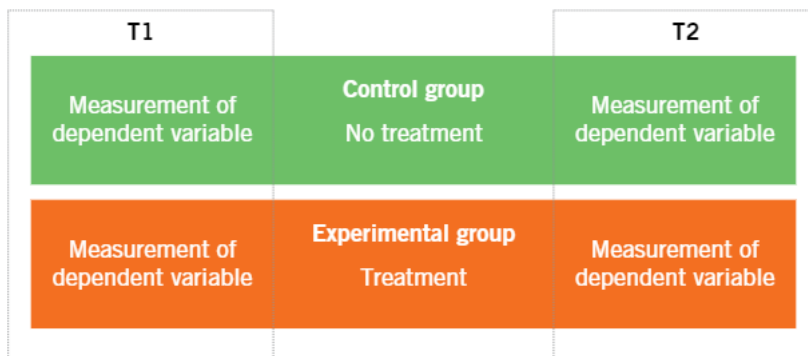 T1
T2
Measurement of
dependent variable
Control group
No treatment
Measurement of
dependent variable
Measurement of
dependent variable
Experimental group
Treatment
Measurement of
dependent variable